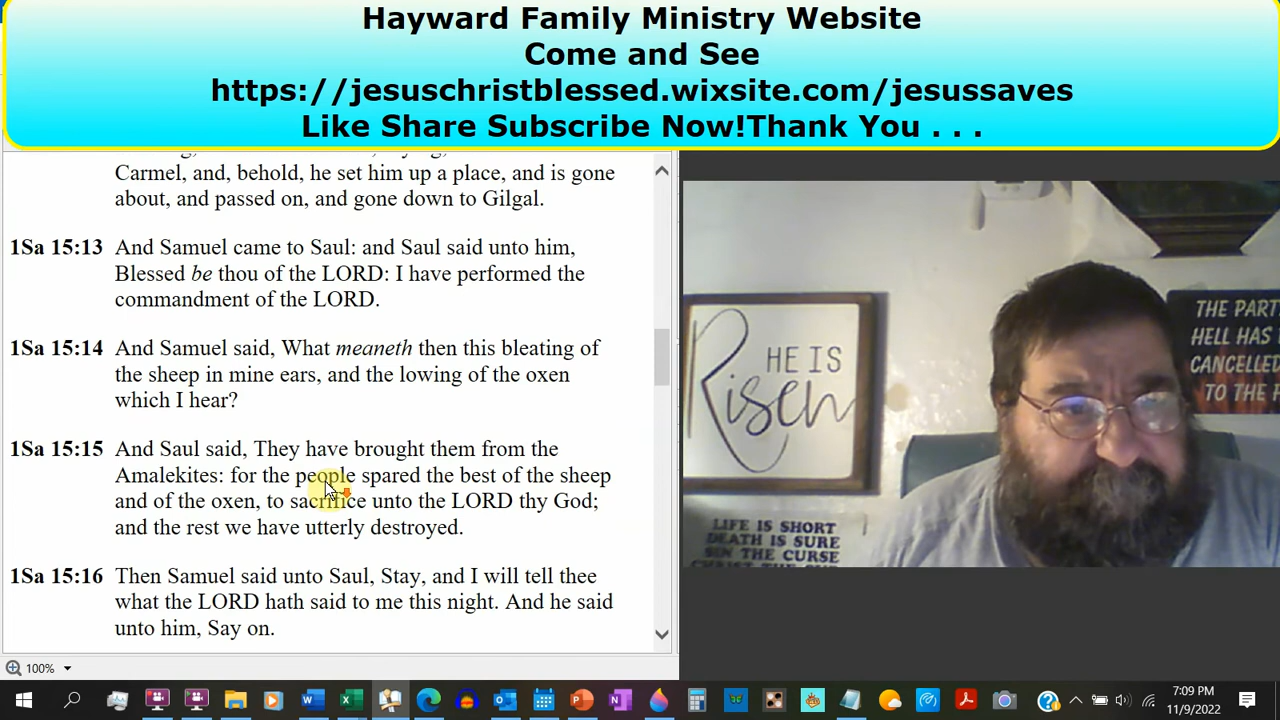 Hayward Family Ministry Website
Come and See
https://jesuschristblessed.wixsite.com/jesussaves
Like Share Subscribe Now!Thank You . . .
Carmel, and, behold, he set him up a place, and is gone
about, and passed on, and gone down to Gilgal.
1Sa 15:13 And Samuel came to Saul: and Saul said unto him,
Blessed be thou of the LORD: I have performed the
commandment of the LORD.
1Sa 15:14 And Samuel said, What meaneth then this bleating of
the sheep in mine ears, and the lowing of the oxen
which I hear?
1Sa 15:15 And Saul said, They have brought them from the
Amalekites: for the people spared the best of the sheep
and of the oxen, to sacrifice unto the LORD thy God;
and the rest we have utterly destroyed.
1Sa 15:16 Then Samuel said unto Saul, Stay, and I will tell thee
what the LORD hath said to me this night. And he said
unto him, Say on.
HE IS
Risen
THE PART
HELL HAS
CANCELLED
TO THE
LIFE IS SHORT
DEATH IS SURE
SIN THE CURSE
100%
7:09 PM
11/9/2022